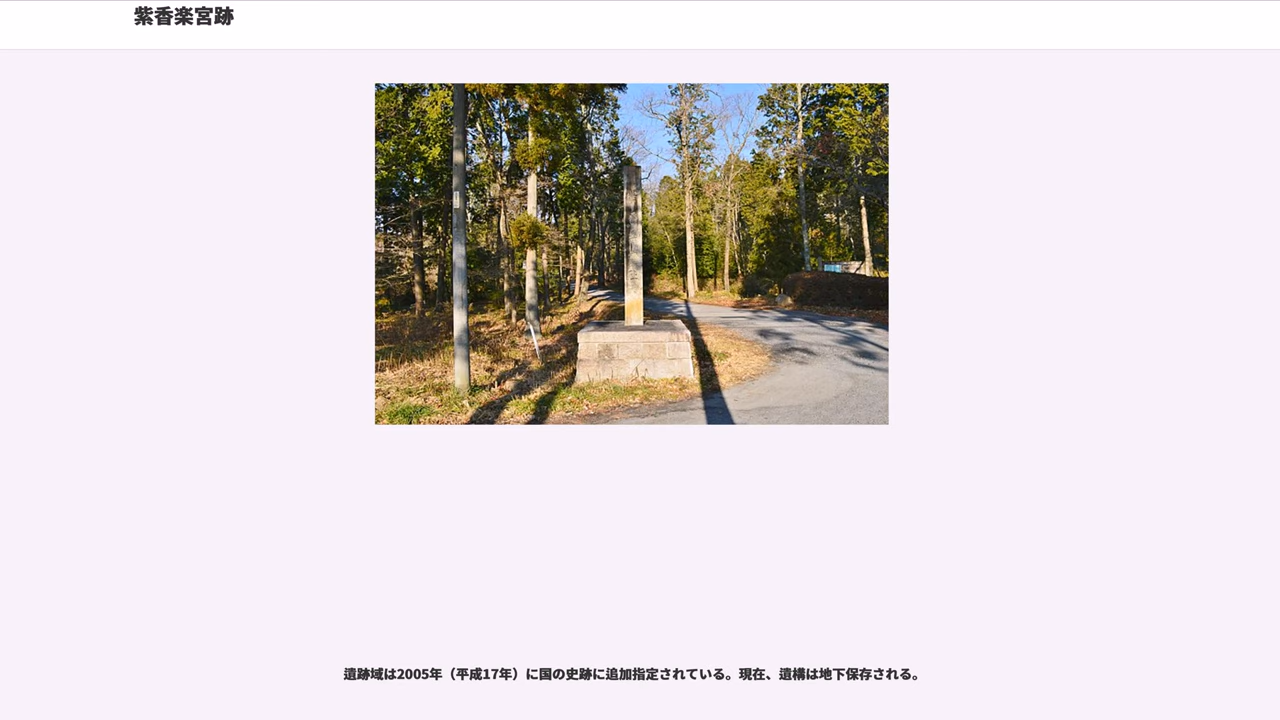 紫香楽宮跡
遺跡域は2005年（平成17年）に国の史跡に追加指定されている。現在、遺構は地下保存される。